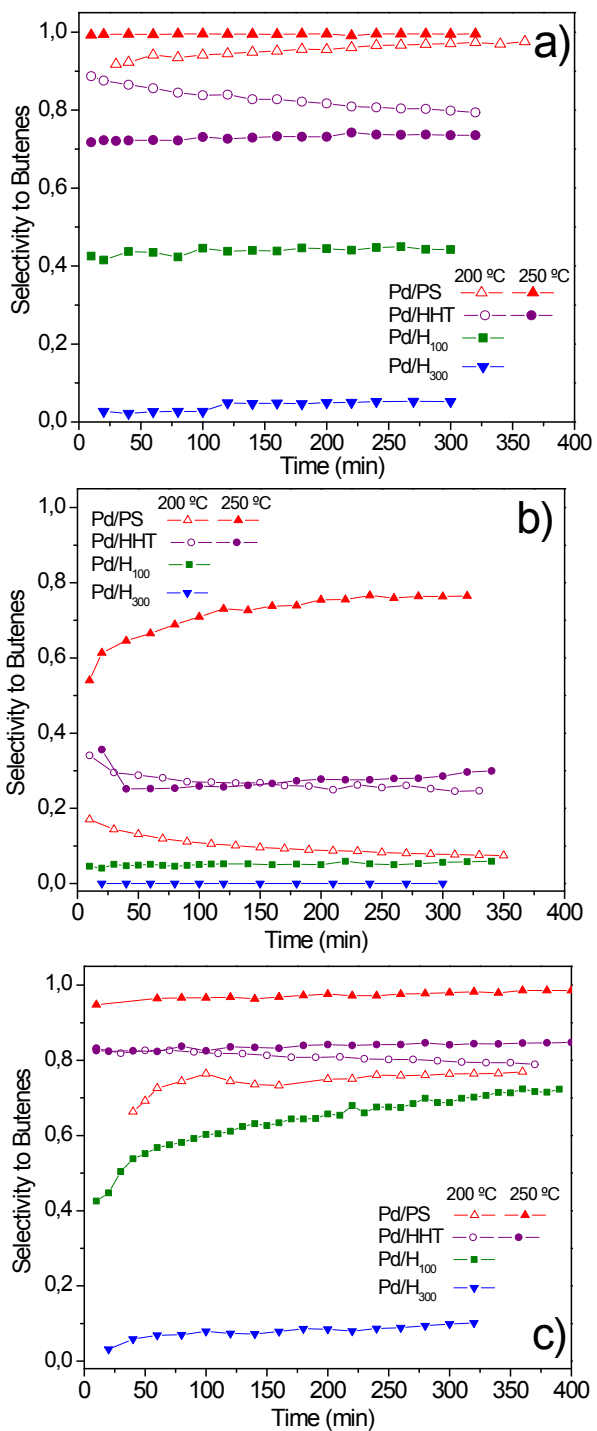 a)
Selectivity to Butenes
1,0
0,8
0,6
0,4
0,2
0,0
200 ºC 250 ºC
Pd/PS
Pd/HHT
Pd/H100
Pd/H300
0 50 100 150 200 250 300 350 400
Time (min)
b)
Selectivity to Butenes
1,0
0,8
0,6
0,4
0,2
0,0
200 ºC 250 ºC
Pd/PS
Pd/HHT
Pd/H100
Pd/H300
0 50 100 150 200 250 300 350 400
Time (min)
Selectivity to Butenes
1,0
0,8
0,6
0,4
0,2
0,0
200 ºC 250 ºC
Pd/PS
Pd/HHT
Pd/H100
Pd/H300
c)
0 50 100 150 200 250 300 350 400
Time (min)